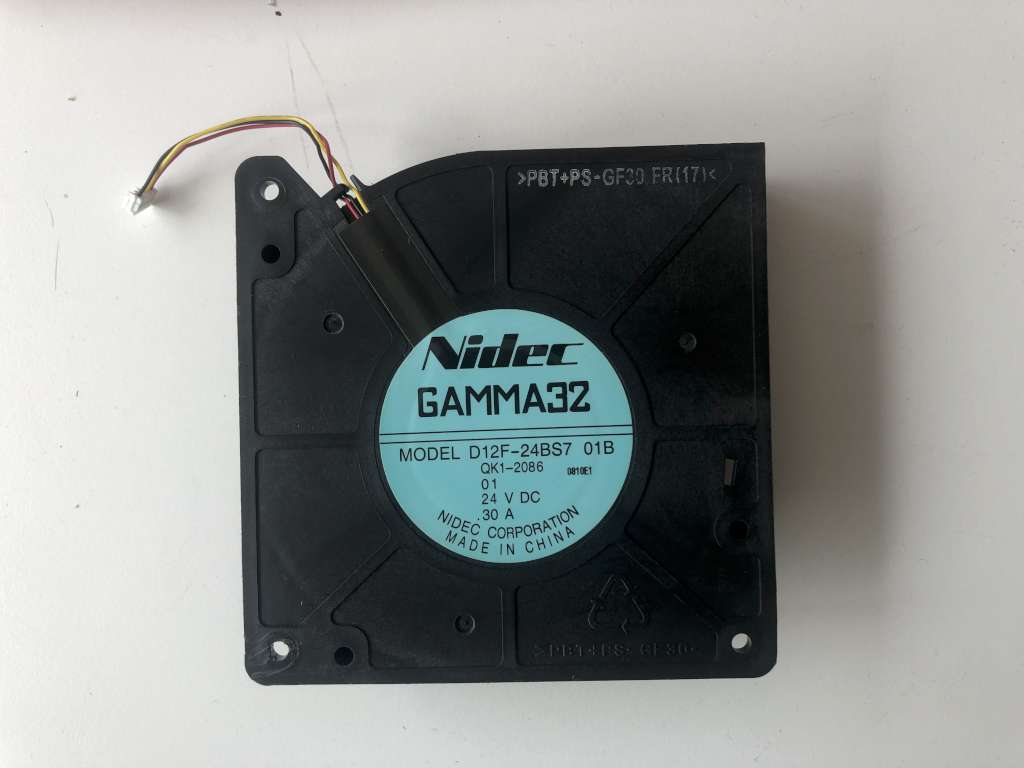 >PBT+PS-GF30 FR(17)<
Nidec
GAMMA32
MODEL D12F-24BS7 01B
QK1-2086 0810E1
01
24 V DC
.30 A
NIDEC CORPORATION
MADE IN CHINA
>PBT+PS-GF30<